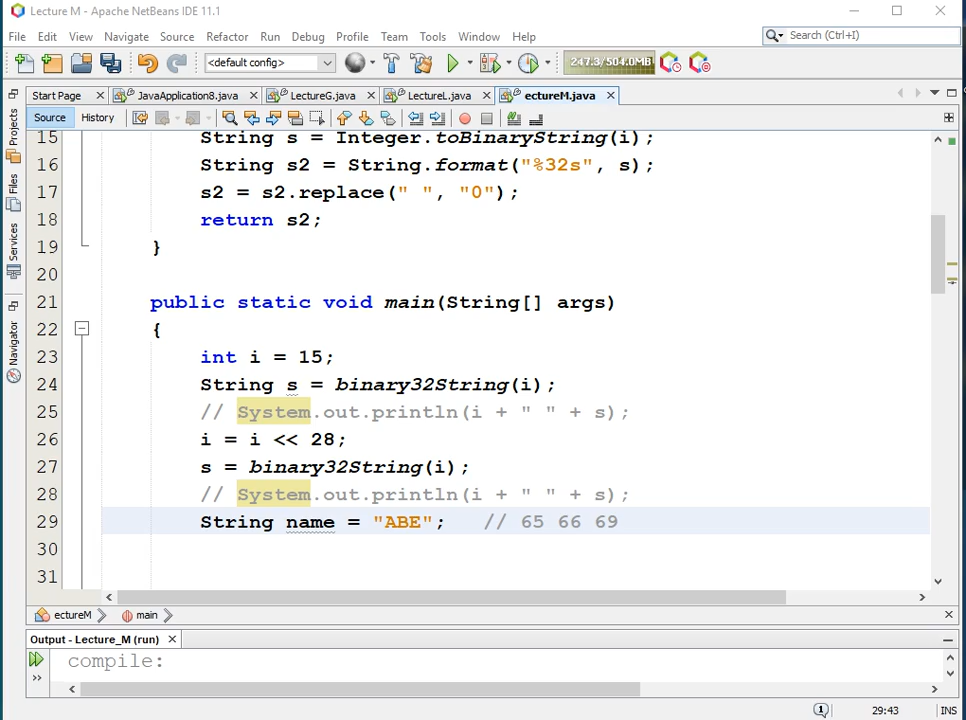 Lecture M - Apache NetBeans IDE 11.1
File Edit View Navigate Source Refactor Run Debug Profile Team Tools Window Help
Search (Ctrl+I)
<default config>
247.3/504.0MB
Start Page JavaApplication8.java LectureG.java LectureL.java ectureM.java
Source History
Projects
Files
Services
Navigator
15 String s = Integer.toBinaryString(i);
16 String s2 = String.format("%32s", s);
17 s2 = s2.replace(" ", "0");
18 return s2;
19 }
20
21 public static void main(String[] args)
22 {
23 int i = 15;
24 String s = binary32String(i);
25 // System.out.println(i + " " + s);
26 i = i << 28;
27 s = binary32String(i);
28 // System.out.println(i + " " + s);
29 String name = "ABE"; // 65 66 69
30
31
ectureM main
Output - Lecture_M (run)
compile:
1 29:43 INS